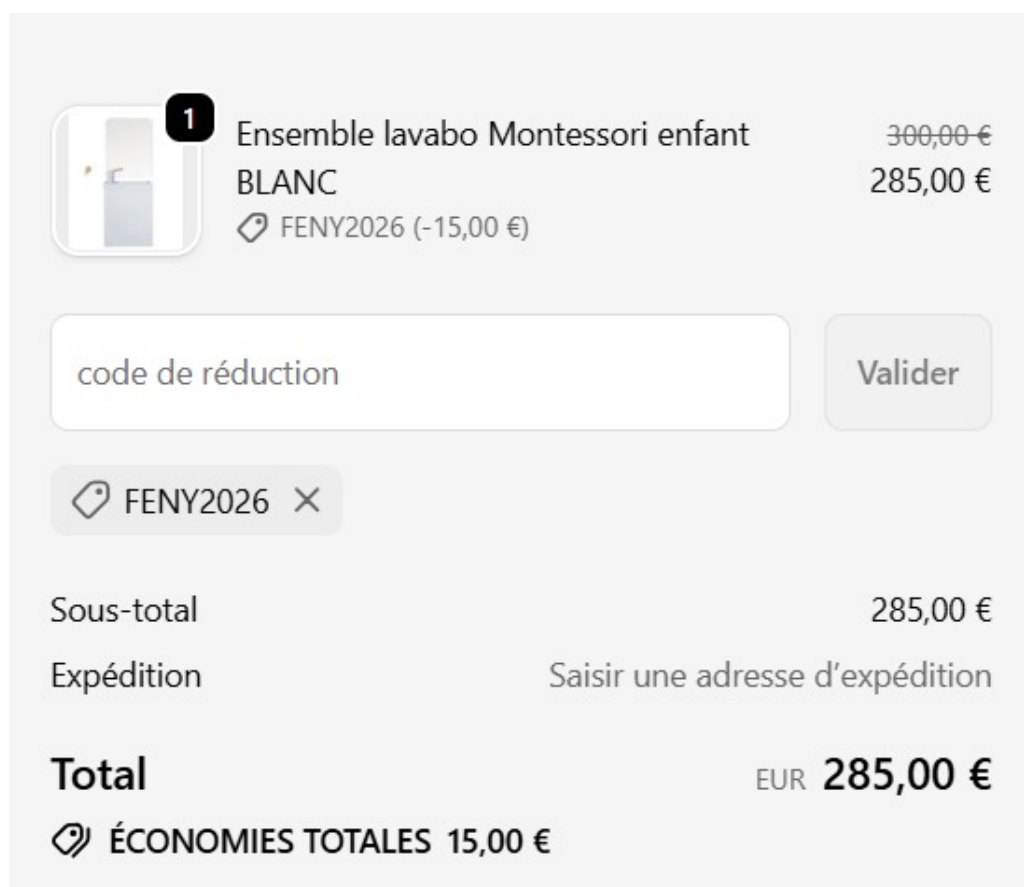 1
Ensemble lavabo Montessori enfant
300,00 €
BLANC
285,00 €
FENY2026 (-15,00 €)
code de réduction
Valider
FENY2026
Sous-total
285,00 €
Expédition
Saisir une adresse d’expédition
Total
EUR 285,00 €
ÉCONOMIES TOTALES 15,00 €